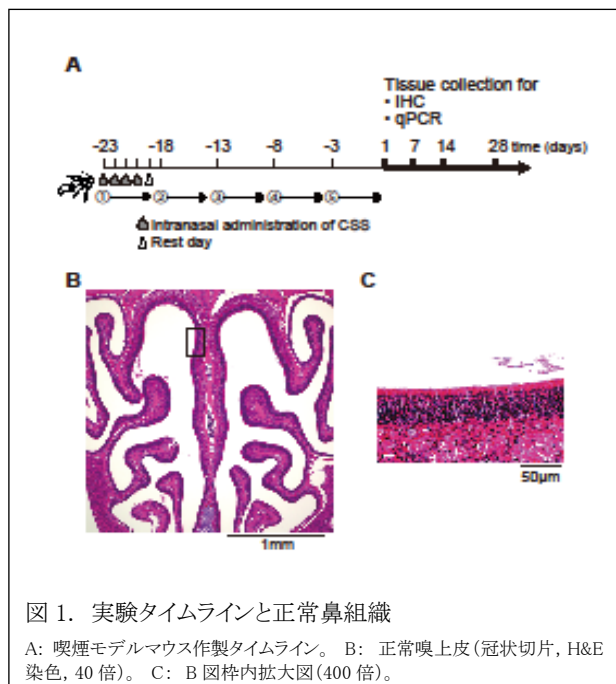 A
Tissue collection for
• IHC
• qPCR
-23 -18 -13 -8 -3 1 7 14 28 time (days)
① ② ③ ④ ⑤
Intranasal administration of CSS
Rest day
B C
1mm
50μm
図 1. 実験タイムラインと正常鼻組織
A: 喫煙モデルマウス作製タイムライン。 B: 正常嗅上皮(冠状切片, H&E
染色, 40 倍)。 C: B 図枠内拡大図(400 倍)。